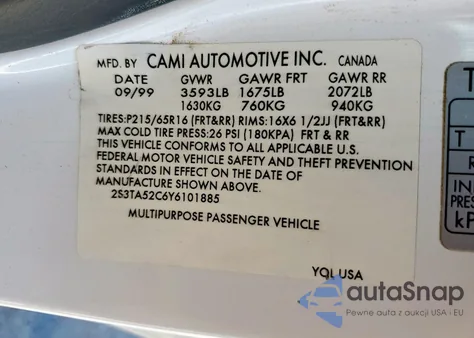 MFD. BY CAMI AUTOMOTIVE INC. CANADA
DATE GVWR GAWR FRT GAWR RR
09/99 3593LB 1675LB 2072LB
1630KG 760KG 940KG
TIRES:P215/65R16 (FRT&RR) RIMS:16X6 1/2JJ (FRT&RR)
MAX COLD TIRE PRESS:26 PSI (180KPA) FRT & RR
THIS VEHICLE CONFORMS TO ALL APPLICABLE U.S.
FEDERAL MOTOR VEHICLE SAFETY AND THEFT PREVENTION
STANDARDS IN EFFECT ON THE DATE OF
MANUFACTURE SHOWN ABOVE.
2S3TA52C6Y6101885
MULTIPURPOSE PASSENGER VEHICLE
YQL USA
autoSnap
Pewne auta z aukcji USA - EU